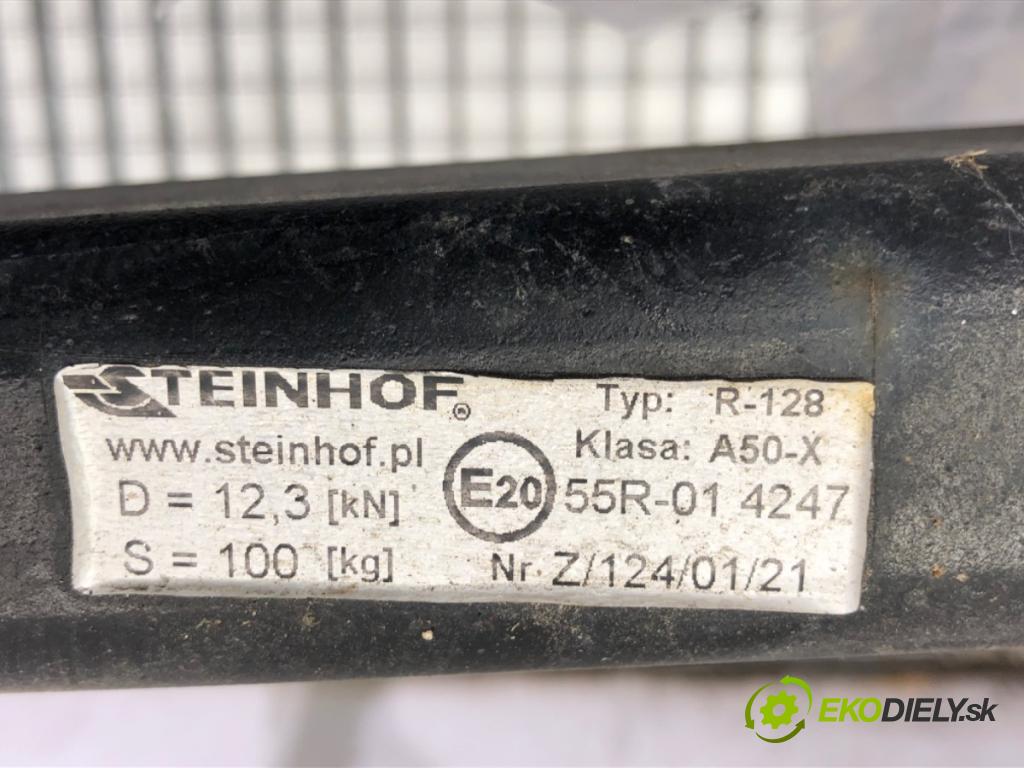 STEINHOF® Typ: R-128
www.steinhof.pl Klasa: A50-X
D = 12,3 [kN] E20 55R-01 4247
S = 100 [kg] Nr Z/124/01/21
EKODIELY.sk